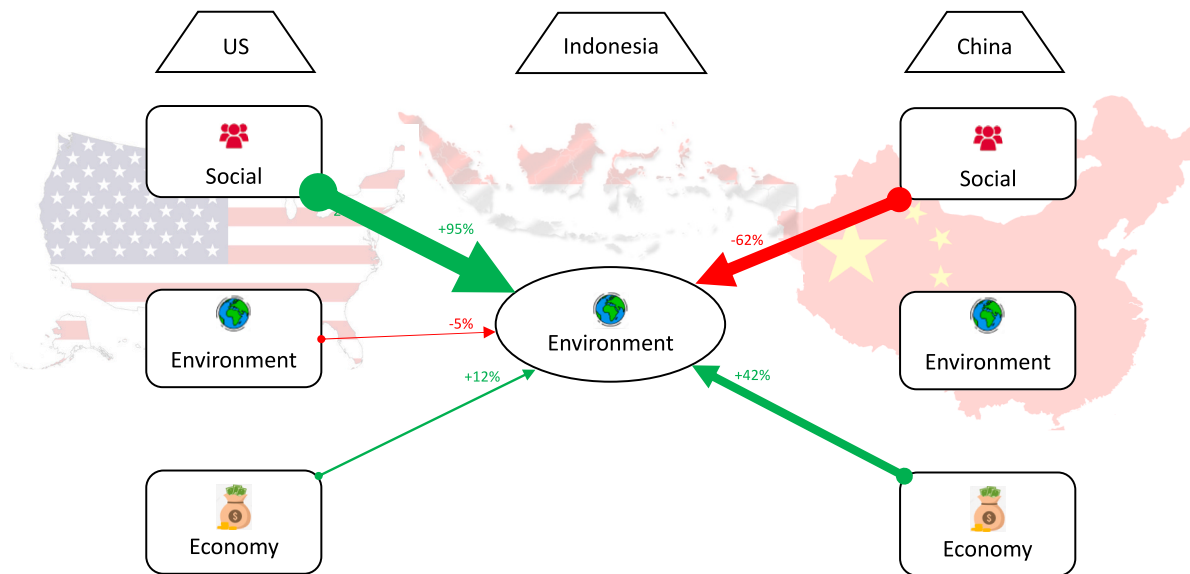 US
Indonesia
China
Social
Social
+95%
-62%
Environment
-5%
Environment
Environment
+12%
+42%
Economy
Economy